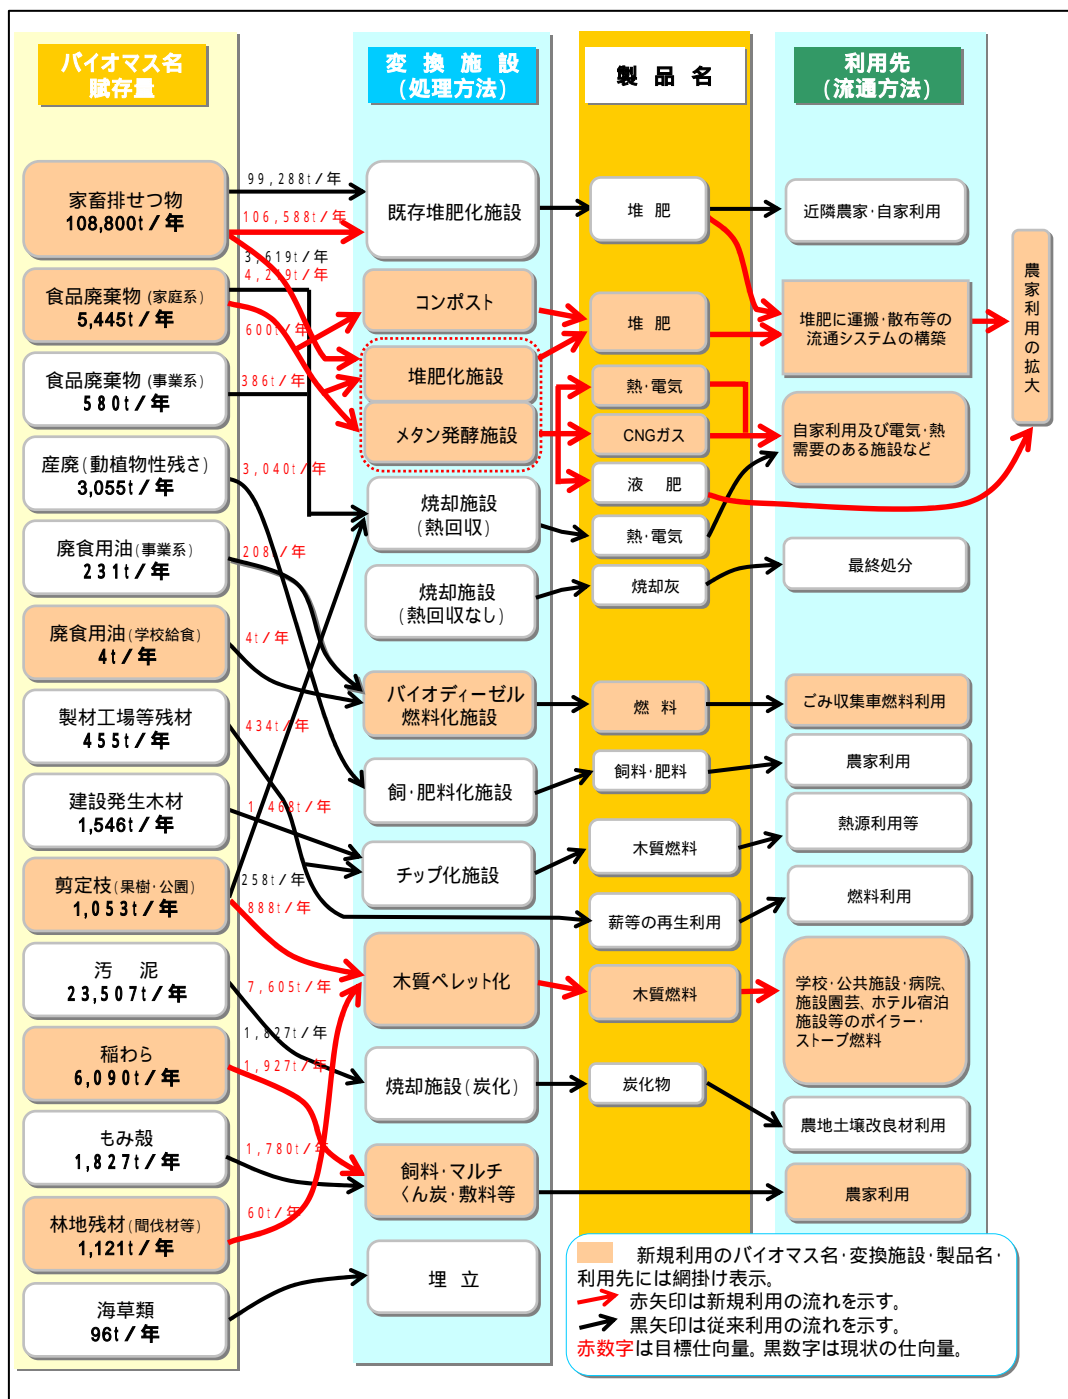 バイオマス名
賦存量
変換施設
(処理方法)
製品名
利用先
(流通方法)
家畜排せつ物
108,800t/年
食品廃棄物(家庭系)
5,445t/年
食品廃棄物(事業系)
580t/年
産廃(動植物性残さ)
3,055t/年
廃食用油(事業系)
231t/年
廃食用油(学校給食)
4t/年
製材工場等残材
455t/年
建設発生木材
1,546t/年
剪定枝(果樹・公園)
1,053t/年
汚泥
23,507t/年
稲わら
6,090t/年
もみ殻
1,827t/年
林地残材(間伐材等)
1,121t/年
海草類
96t/年
99,288t/年
106,588t/年
3,619t/年
4,219t/年
600t/年
386t/年
3,040t/年
208t/年
4t/年
434t/年
1,468t/年
258t/年
888t/年
7,605t/年
1,827t/年
1,927t/年
1,780t/年
60t/年
既存堆肥化施設
コンポスト
堆肥化施設
メタン発酵施設
焼却施設
(熱回収)
焼却施設
(熱回収なし)
バイオディーゼル
燃料化施設
飼・肥料化施設
チップ化施設
木質ペレット化
焼却施設(炭化)
飼料・マルチ
くん炭・敷料等
埋立
堆肥
堆肥
熱・電気
CNGガス
液肥
熱・電気
焼却灰
燃料
飼料・肥料
木質燃料
薪等の再生利用
木質燃料
炭化物
近隣農家・自家利用
堆肥に運搬・散布等の
流通システムの構築
自家利用及び電気・熱
需要のある施設など
最終処分
ごみ収集車燃料利用
農家利用
熱源利用等
燃料利用
学校・公共施設・病院、
施設園芸、ホテル宿泊
施設等のボイラー・
ストーブ燃料
農地土壌改良材利用
農家利用
農家利用の拡大
新規利用のバイオマス名・変換施設・製品名・
利用先には網掛け表示。
赤矢印は新規利用の流れを示す。
黒矢印は従来利用の流れを示す。
赤数字は目標仕向量。黒数字は現状の仕向量。